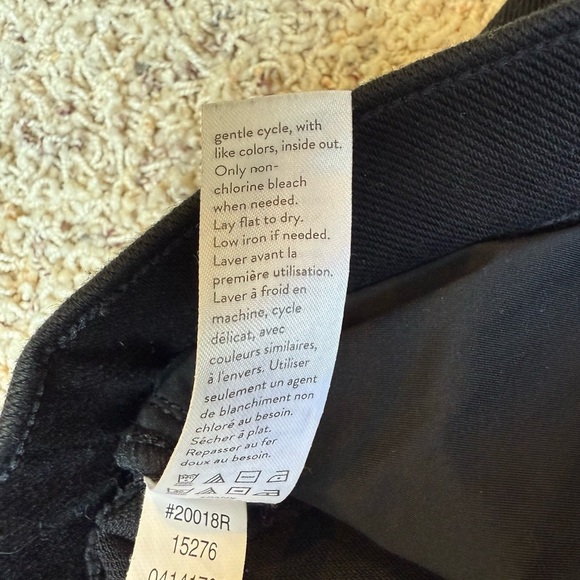 gentle cycle, with
like colors, inside out.
Only non-
chlorine bleach
when needed.
Lay flat to dry.
Low iron if needed.
Laver avant la
première utilisation.
Laver à froid en
machine, cycle
délicat, avec
couleurs similaires,
à l'envers. Utiliser
seulement un agent
de blanchiment non
chloré au besoin.
Sécher à plat.
Repasser au fer
doux au besoin.
#20018R
15276